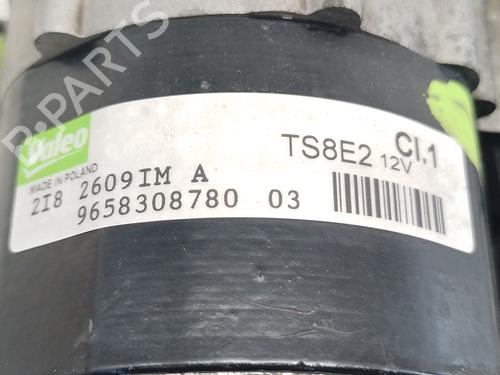 B-PARTS
Valeo
MADE IN POLAND
TS8E2 12V Cl.1
2I8 2609IM A
9658308780 03